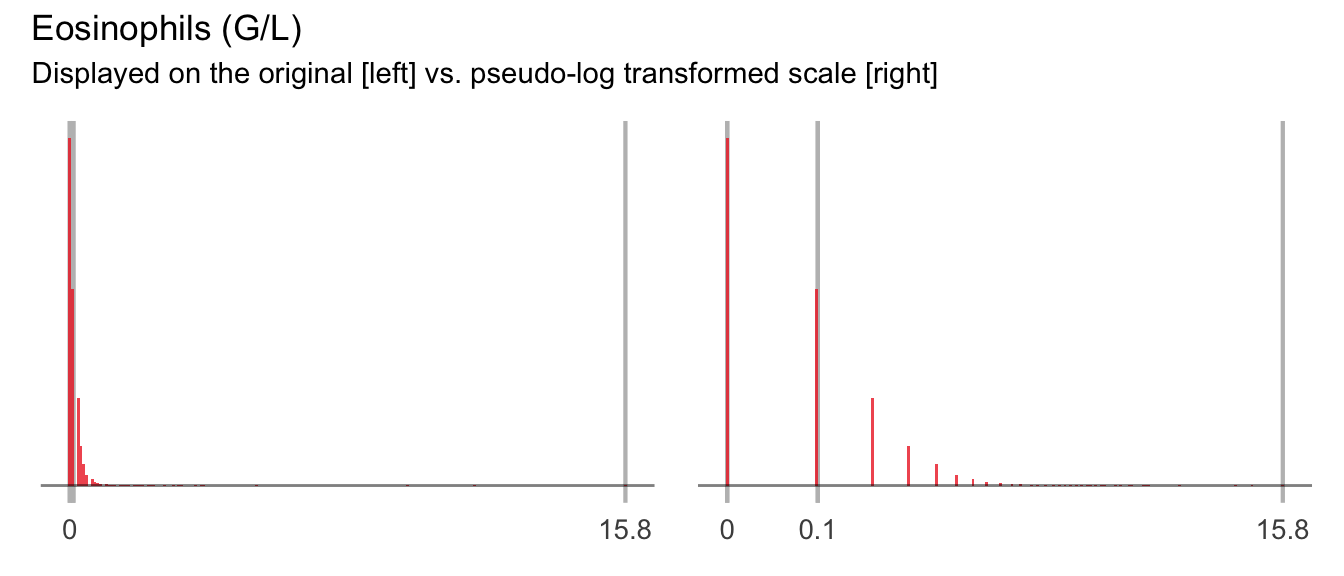 Eosinophils (G/L)
Displayed on the original [left] vs. pseudo-log transformed scale [right]
0 15.8 0 0.1 15.8